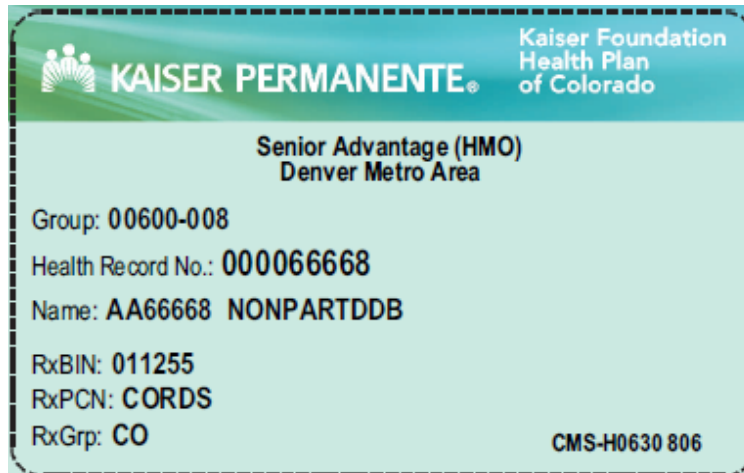 KAISER PERMANENTE®
Kaiser Foundation
Health Plan
of Colorado
Senior Advantage (HMO)
Denver Metro Area
Group: 00600-008
Health Record No.: 000066668
Name: AA66668 NONPARTDDB
RxBIN: 011255
RxPCN: CORDS
RxGrp: CO
CMS-H0630 806